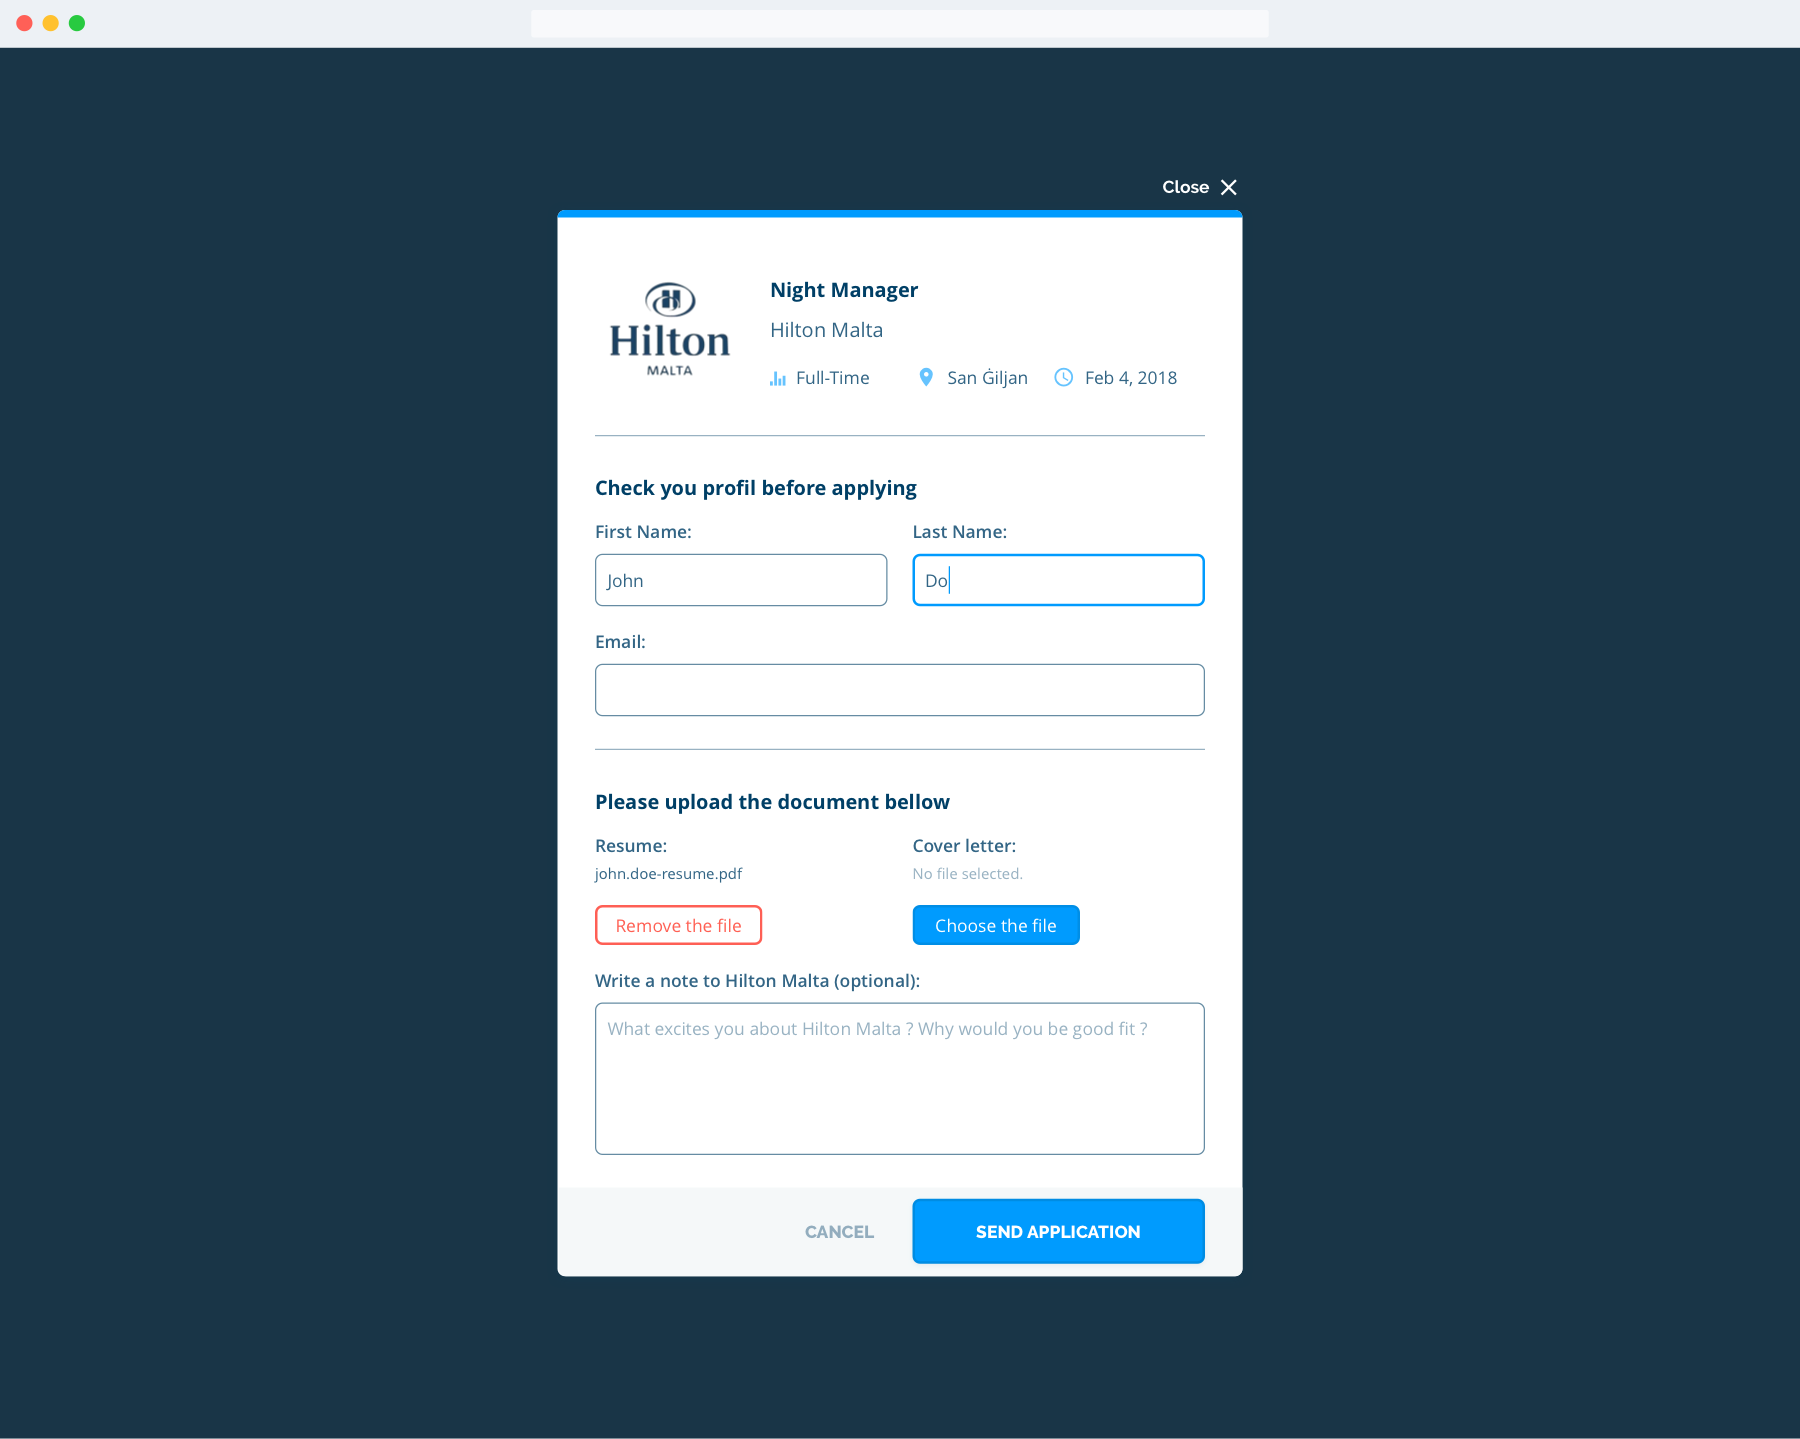 Close
Hilton
MALTA
Night Manager
Hilton Malta
Full-Time San Ġiljan Feb 4, 2018
Check you profil before applying
First Name: Last Name:
John Do
Email:
Please upload the document bellow
Resume: Cover letter:
john.doe-resume.pdf No file selected.
Remove the file Choose the file
Write a note to Hilton Malta (optional):
What excites you about Hilton Malta ? Why would you be good fit ?
CANCEL SEND APPLICATION